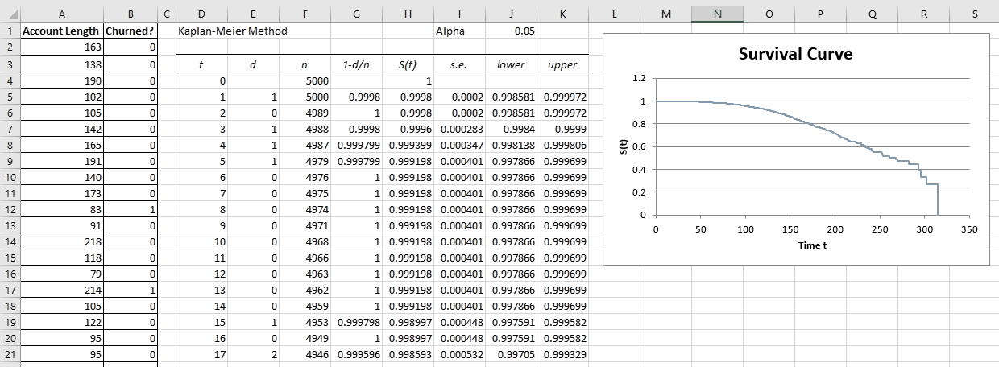 A B C D E F G H I J K L M N O P Q R S
1 Account Length Churned? Kaplan-Meier Method Alpha 0.05
2 163 0
3 138 0 t d n 1-d/n S(t) s.e. lower upper
4 190 0 0 5000 1
5 102 0 1 1 5000 0.9998 0.9998 0.0002 0.998581 0.999972
6 105 0 2 0 4989 1 0.9998 0.0002 0.998581 0.999972
7 142 0 3 1 4988 0.9998 0.9996 0.000283 0.9984 0.9999
8 165 0 4 1 4987 0.999799 0.999399 0.000347 0.998138 0.999806
9 191 0 5 1 4979 0.999799 0.999198 0.000401 0.997866 0.999699
10 140 0 6 0 4976 1 0.999198 0.000401 0.997866 0.999699
11 173 0 7 0 4975 1 0.999198 0.000401 0.997866 0.999699
12 83 1 8 0 4974 1 0.999198 0.000401 0.997866 0.999699
13 91 0 9 0 4971 1 0.999198 0.000401 0.997866 0.999699
14 218 0 10 0 4968 1 0.999198 0.000401 0.997866 0.999699
15 118 0 11 0 4966 1 0.999198 0.000401 0.997866 0.999699
16 79 0 12 0 4963 1 0.999198 0.000401 0.997866 0.999699
17 214 1 13 0 4962 1 0.999198 0.000401 0.997866 0.999699
18 105 0 14 0 4959 1 0.999198 0.000401 0.997866 0.999699
19 122 0 15 1 4953 0.999798 0.998997 0.000448 0.997591 0.999582
20 95 0 16 0 4949 1 0.998997 0.000448 0.997591 0.999582
21 95 0 17 2 4946 0.999596 0.998593 0.000532 0.99705 0.999329
Survival Curve
1.2
1
0.8
0.6
0.4
0.2
0
S(t)
0 50 100 150 200 250 300 350
Time t